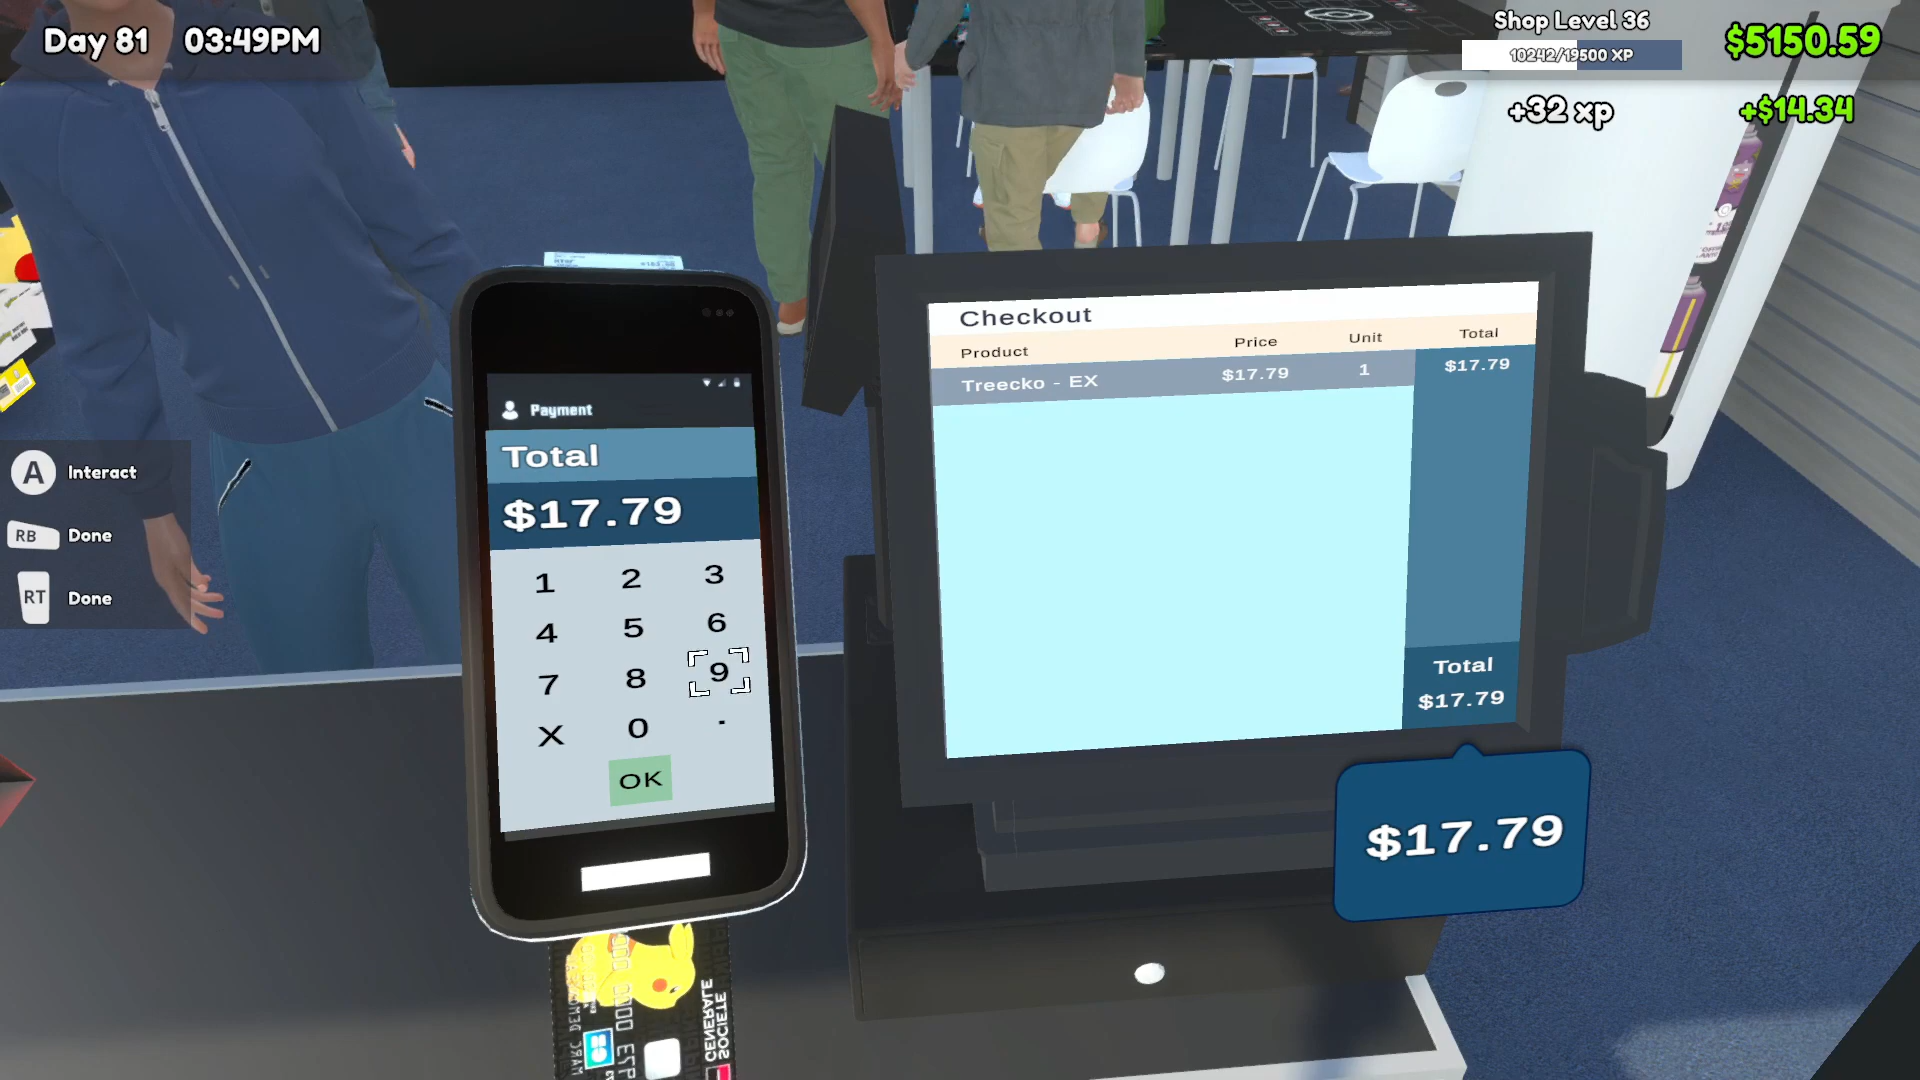 Day 81 03:49PM
Shop Level 36
10242/19500 XP
$5150.59
+32 xp
+$14.34
A Interact
RB Done
RT Done
Payment
Total
$17.79
1 2 3
4 5 6
7 8 9
X 0 .
OK
Checkout
Product Price Unit Total
Treecko - EX $17.79 1 $17.79
Total
$17.79
$17.79
SOCIETE
GENERALE